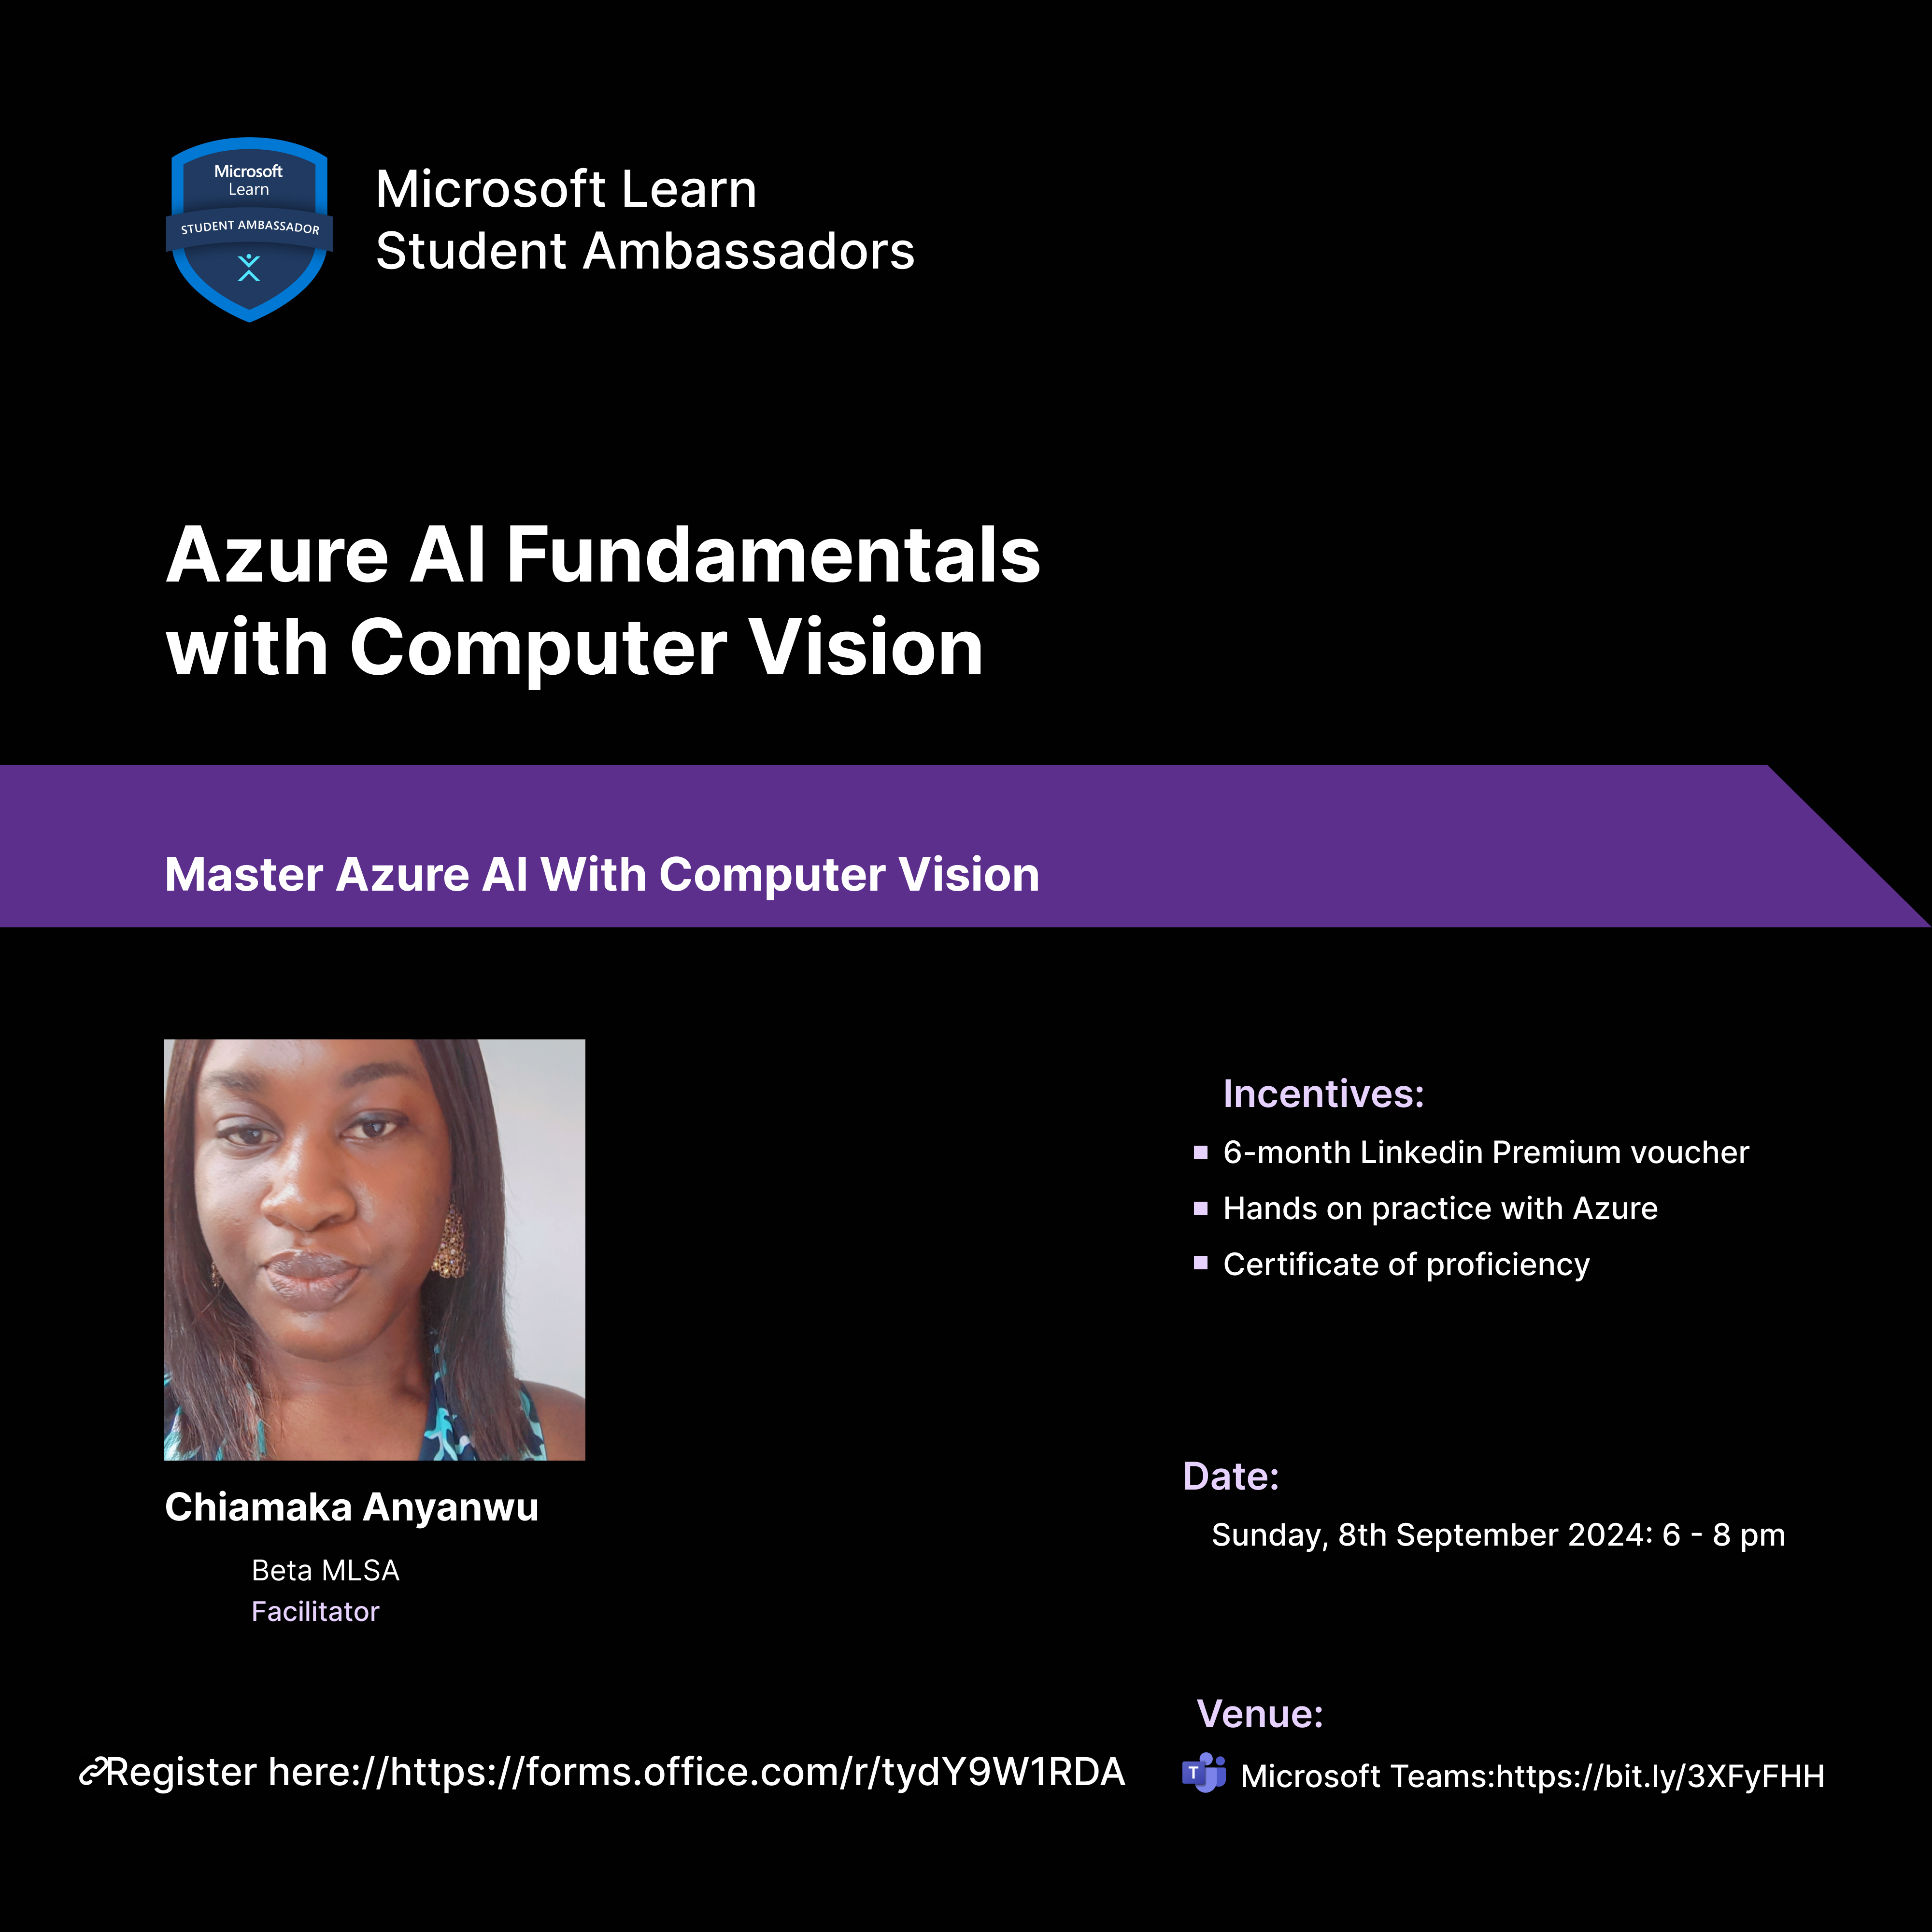 Microsoft
Learn
STUDENT AMBASSADOR
Microsoft Learn
Student Ambassadors
Azure AI Fundamentals
with Computer Vision
Master Azure AI With Computer Vision
Chiamaka Anyanwu
Beta MLSA
Facilitator
Register here://https://forms.office.com/r/tydY9W1RDA
Incentives:
6-month Linkedin Premium voucher
Hands on practice with Azure
Certificate of proficiency
Date:
Sunday, 8th September 2024: 6 - 8 pm
Venue:
T
Microsoft Teams:https://bit.ly/3XFyFHH